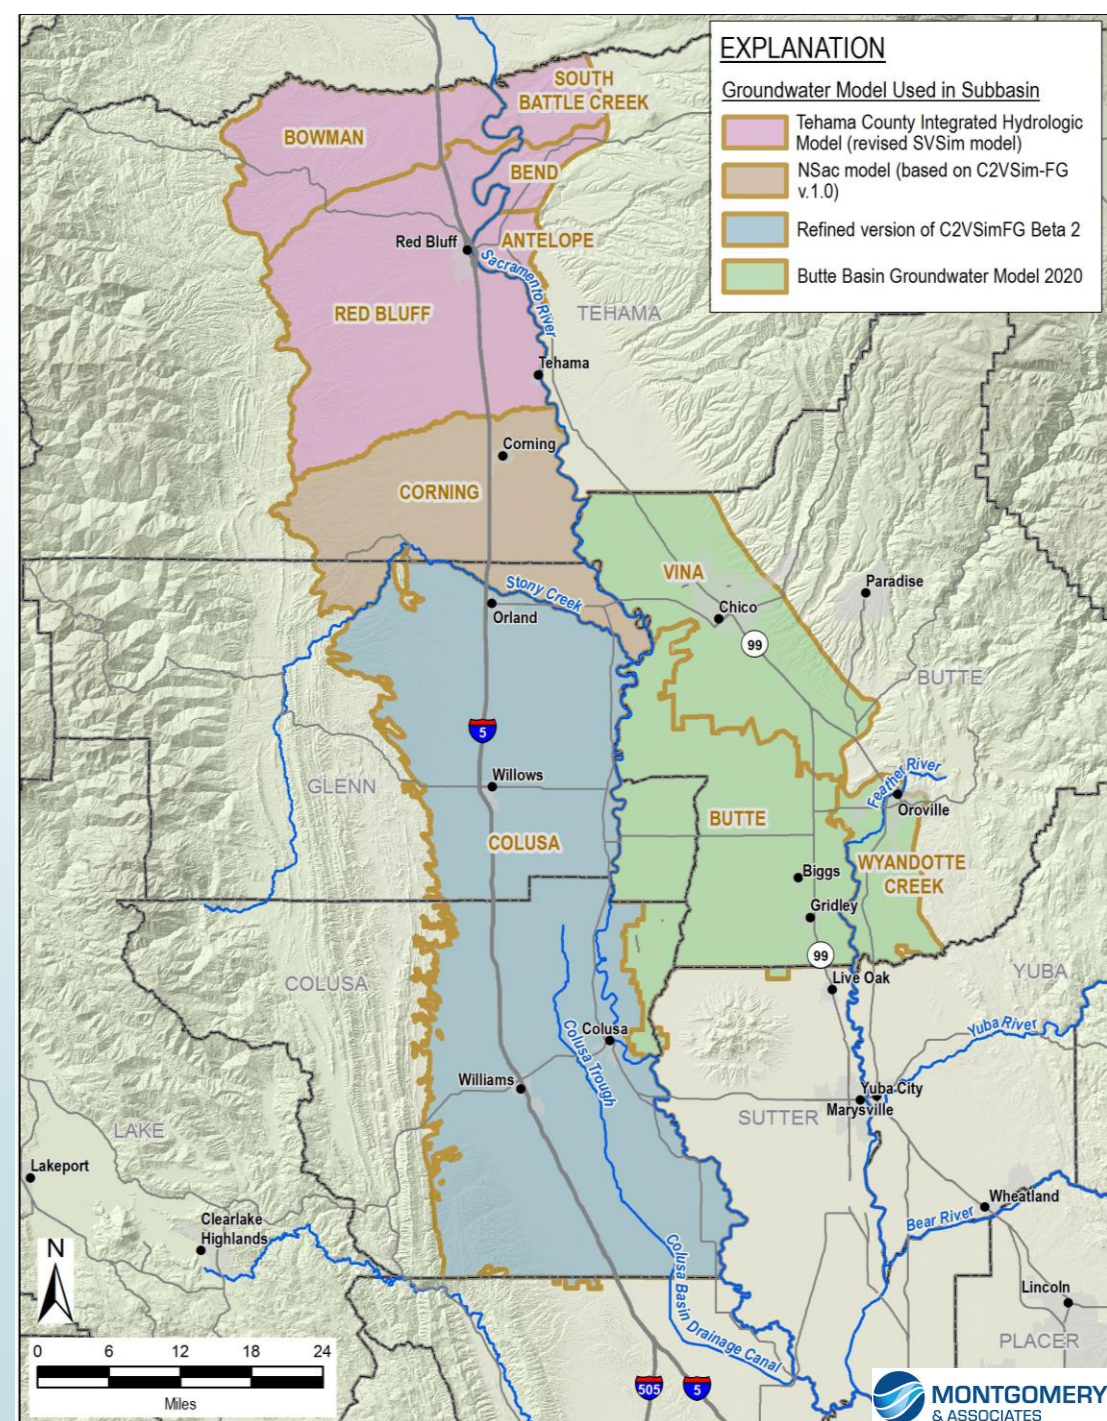 EXPLANATION
Groundwater Model Used in Subbasin
Tehama County Integrated Hydrologic
Model (revised SVSim model)
NSac model (based on C2VSim-FG
v.1.0)
Refined version of C2VSimFG Beta 2
Butte Basin Groundwater Model 2020
SOUTH
BATTLE CREEK
BOWMAN
BEND
Red Bluff
ANTELOPE
Sacramento River
RED BLUFF
TEHAMA
Tehama
Corning
CORNING
VINA
Paradise
Stony Creek
Orland
Chico
99
BUTTE
5
Feather River
Willows
GLENN
Oroville
BUTTE
COLUSA
WYANDOTTE
CREEK
Biggs
Gridley
99
Live Oak
YUBA
COLUSA
Colusa
Colusa Trough
Yuba River
Williams
Yuba City
Marysville
SUTTER
LAKE
Lakeport
Wheatland
Clearlake
Highlands
Bear River
N
Colusa Basin Drainage Canal
Lincoln
PLACER
0 6 12 18 24
Miles
505
5
MONTGOMERY
& ASSOCIATES